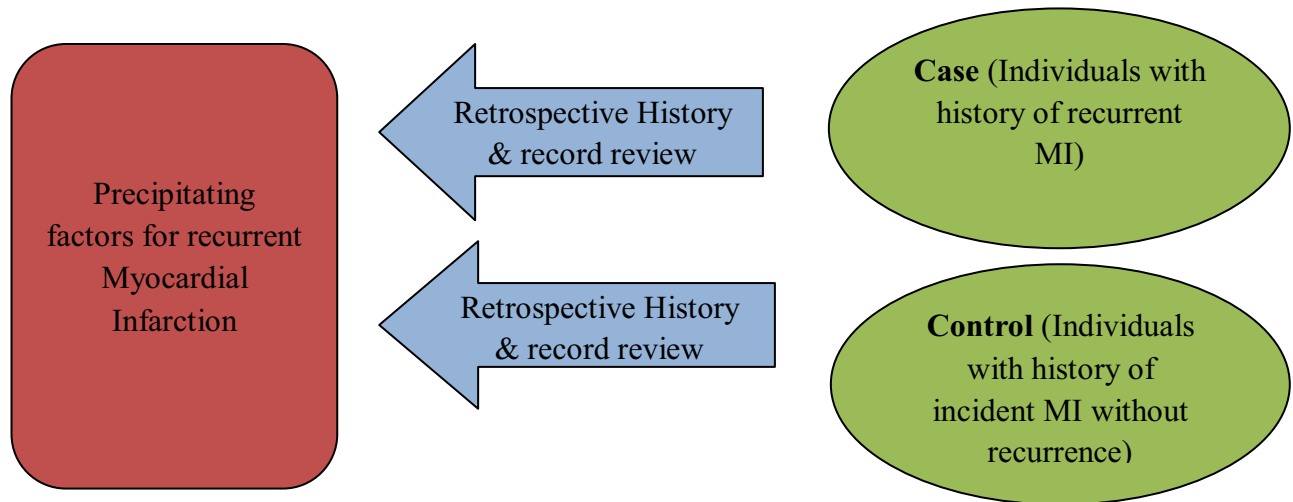 Precipitating
factors for recurrent
Myocardial
Infarction
Retrospective History
& record review
Retrospective History
& record review
Case (Individuals with
history of recurrent
MI)
Control (Individuals
with history of
incident MI without
recurrence)